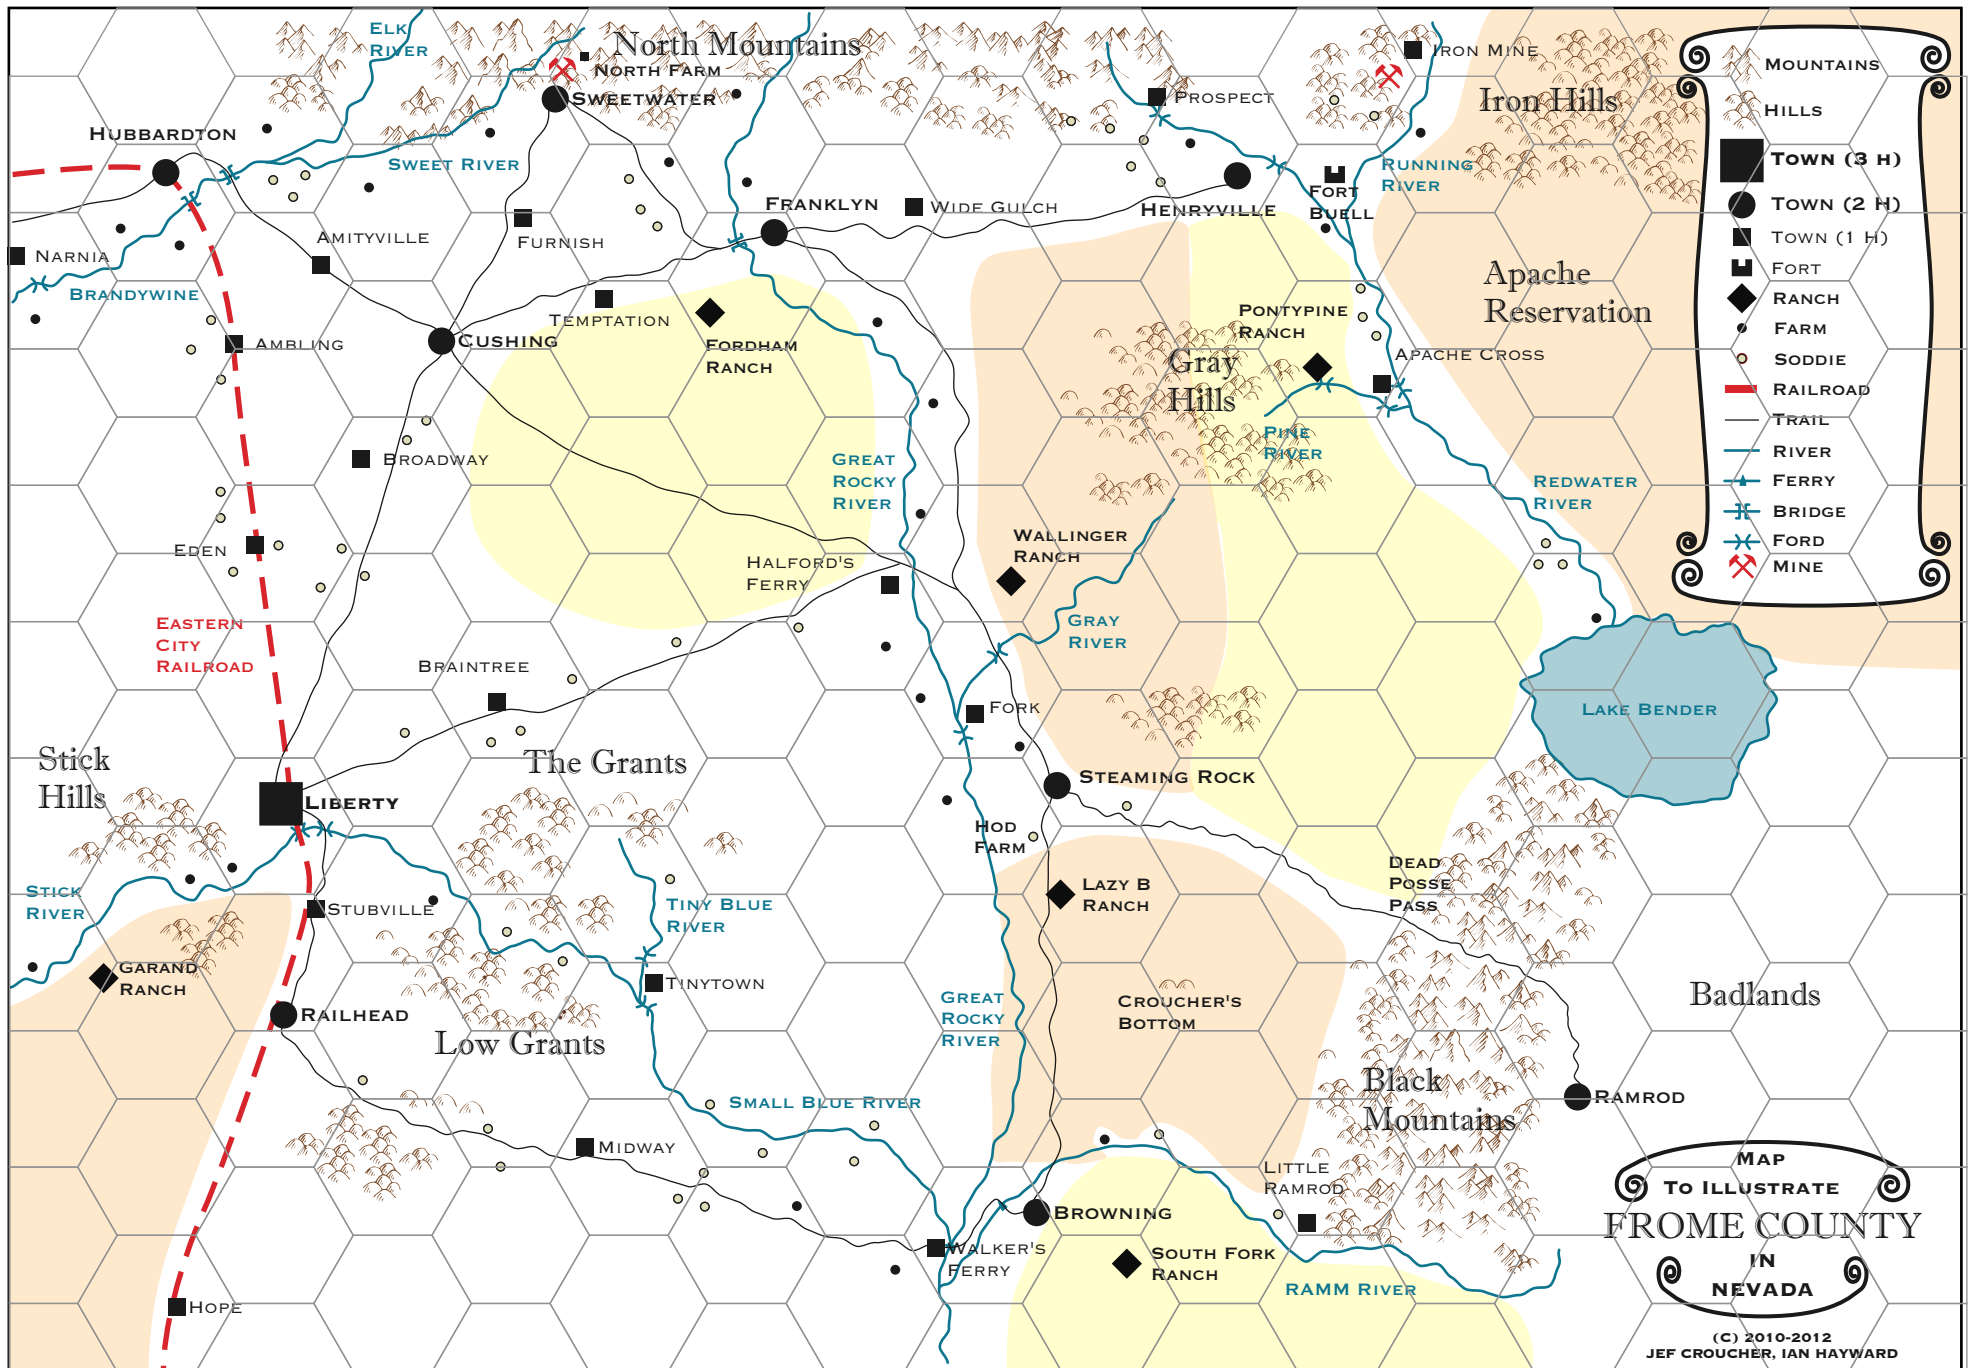 ELK
RIVER
North Mountains
NORTH FARM
SWEETWATER
IRON MINE
PROSPECT
Iron Hills
HUBBARDTON
SWEET RIVER
RUNNING
RIVER
FORT
BUELL
FRANKLYN
WIDE GULCH
HENRYVILLE
NARNIA
AMITYVILLE
FURNISH
BRANDYWINE
Apache
Reservation
TEMPTATION
PONTYPINE
RANCH
AMBLING
CUSHING
FORDHAM
RANCH
Gray
Hills
APACHE CROSS
BROADWAY
GREAT
ROCKY
RIVER
PINE
RIVER
REDWATER
RIVER
EDEN
HALFORD'S
FERRY
WALLINGER
RANCH
EASTERN
CITY
RAILROAD
GRAY
RIVER
BRAINTREE
FORK
LAKE BENDER
Stick
Hills
The Grants
STEAMING ROCK
LIBERTY
HOD
FARM
DEAD
POSSE
PASS
STICK
RIVER
STUBVILLE
TINY BLUE
RIVER
LAZY B
RANCH
GARAND
RANCH
TINYTOWN
GREAT
ROCKY
RIVER
CROUCHER'S
BOTTOM
Badlands
RAILHEAD
Low Grants
Black
Mountains
RAMROD
SMALL BLUE RIVER
MIDWAY
LITTLE
RAMROD
BROWNING
WALKER'S
FERRY
SOUTH FORK
RANCH
RAMM RIVER
HOPE
MOUNTAINS
HILLS
TOWN (3 H)
TOWN (2 H)
TOWN (1 H)
FORT
RANCH
FARM
SODDIE
RAILROAD
TRAIL
RIVER
FERRY
BRIDGE
FORD
MINE
MAP
TO ILLUSTRATE
FROME COUNTY
IN
NEVADA
(C) 2010-2012
JEF CROUCHER, IAN HAYWARD